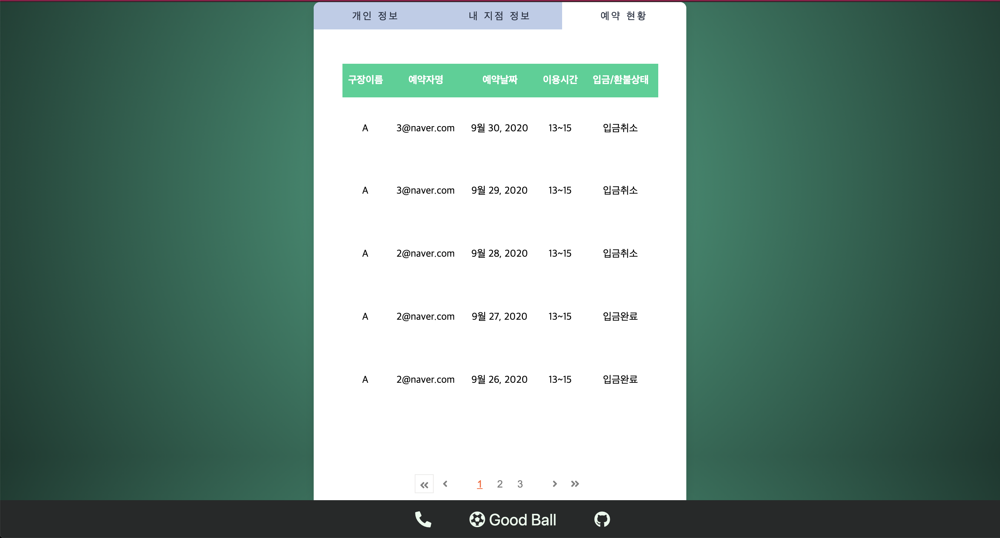 개인 정보 내 지점 정보 예약 현황
구장이름 예약자명 예약날짜 이용시간 입금/환불상태
A 3@naver.com 9월 30, 2020 13~15 입금취소
A 3@naver.com 9월 29, 2020 13~15 입금취소
A 2@naver.com 9월 28, 2020 13~15 입금취소
A 2@naver.com 9월 27, 2020 13~15 입금완료
A 2@naver.com 9월 26, 2020 13~15 입금완료
1 2 3
Good Ball